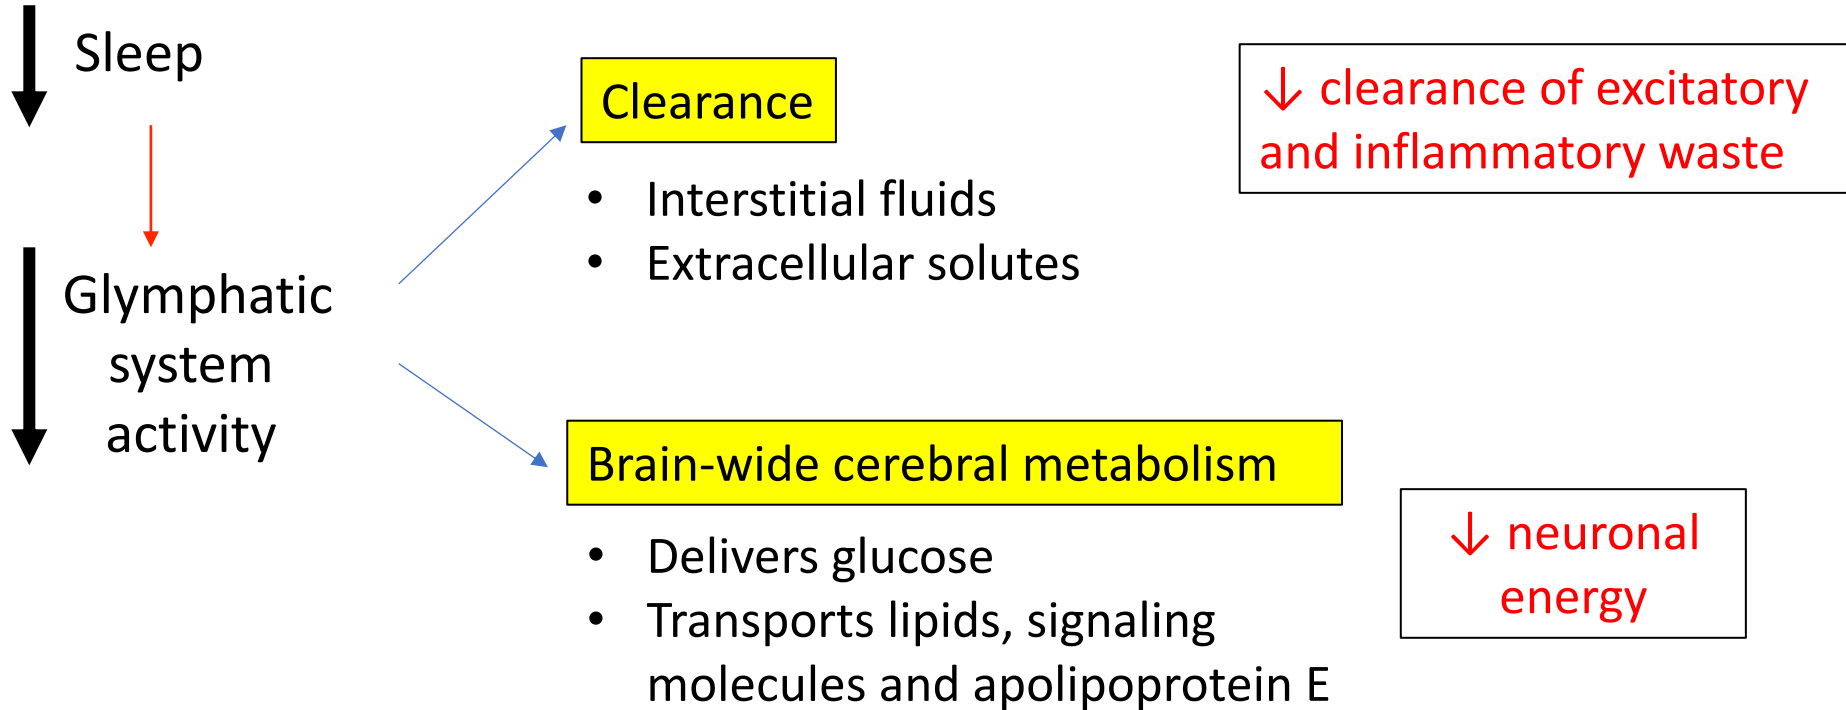 Sleep
Glymphatic
system
activity
Clearance
• Interstitial fluids
• Extracellular solutes
↓ clearance of excitatory
and inflammatory waste
Brain-wide cerebral metabolism
• Delivers glucose
• Transports lipids, signaling
molecules and apolipoprotein E
↓ neuronal
energy